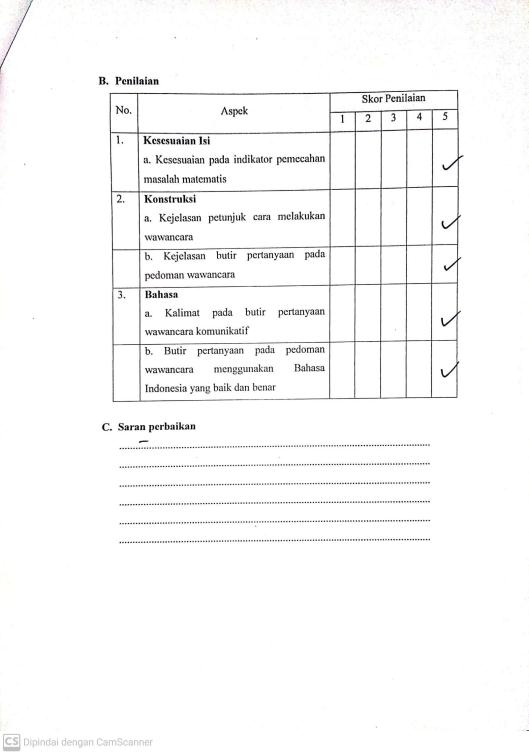 B. Penilaian
No. Aspek Skor Penilaian
1 2 3 4 5
1. Kesesuaian Isi
a. Kesesuaian pada indikator pemecahan
masalah matematis
✓
2. Konstruksi
a. Kejelasan petunjuk cara melakukan
wawancara
✓
b. Kejelasan butir pertanyaan pada
pedoman wawancara
✓
3. Bahasa
a. Kalimat pada butir pertanyaan
wawancara komunikatif
✓
b. Butir pertanyaan pada pedoman
wawancara menggunakan Bahasa
Indonesia yang baik dan benar
✓
C. Saran perbaikan
–
CS Dipindai dengan CamScanner